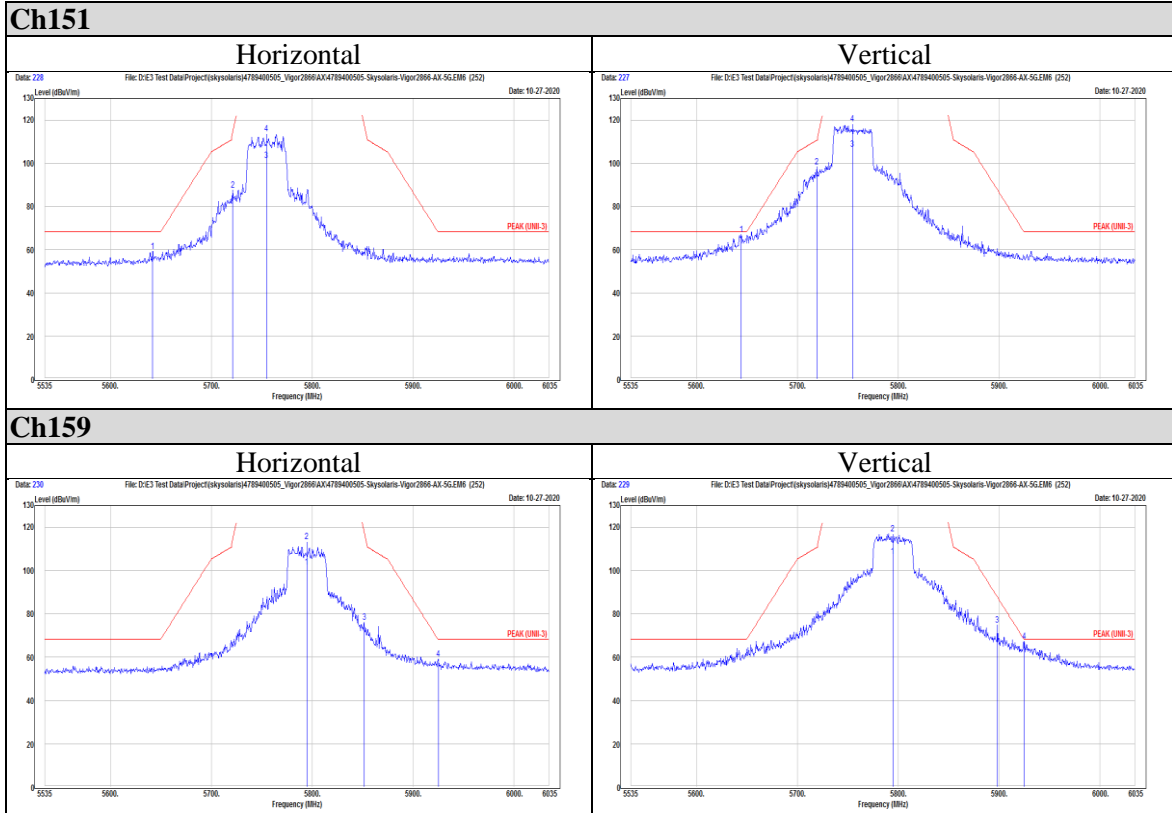 Ch151
Horizontal Vertical
Data: 228 File: D:\E3 Test Data\Project\(skysolaris)4789400505_Vigor2866\AX\4789400505-Skysolaris-Vigor2866-AX-5G.EM6 (252)
130 Level (dBuV/m) Date: 10-27-2020
120
100
80
60
40
20
0
4
3
2
1
PEAK (UNII-3)
5535 5600. 5700. 5800. 5900. 6000. 6035
Frequency (MHz)
Data: 227 File: D:\E3 Test Data\Project\(skysolaris)4789400505_Vigor2866\AX\4789400505-Skysolaris-Vigor2866-AX-5G.EM6 (252)
130 Level (dBuV/m) Date: 10-27-2020
120
100
80
60
40
20
0
4
3
2
1
PEAK (UNII-3)
5535 5600. 5700. 5800. 5900. 6000. 6035
Frequency (MHz)
Ch159
Horizontal Vertical
Data: 230 File: D:\E3 Test Data\Project\(skysolaris)4789400505_Vigor2866\AX\4789400505-Skysolaris-Vigor2866-AX-5G.EM6 (252)
130 Level (dBuV/m) Date: 10-27-2020
120
100
80
60
40
20
0
2
3
4
PEAK (UNII-3)
5535 5600. 5700. 5800. 5900. 6000. 6035
Frequency (MHz)
Data: 229 File: D:\E3 Test Data\Project\(skysolaris)4789400505_Vigor2866\AX\4789400505-Skysolaris-Vigor2866-AX-5G.EM6 (252)
130 Level (dBuV/m) Date: 10-27-2020
120
100
80
60
40
20
0
2
3
4
PEAK (UNII-3)
5535 5600. 5700. 5800. 5900. 6000. 6035
Frequency (MHz)